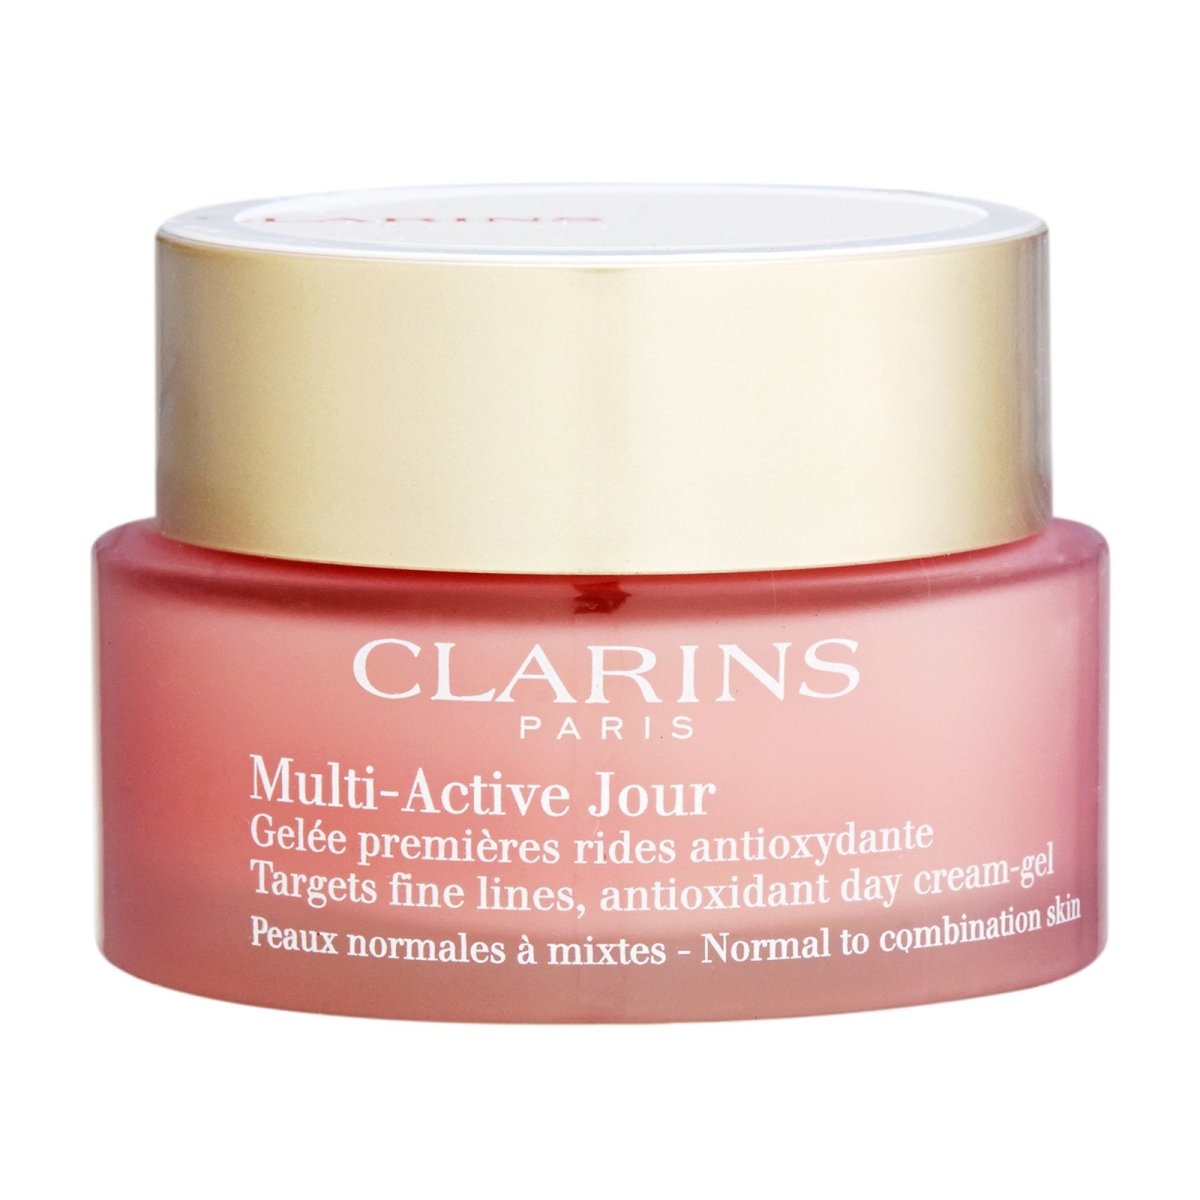 CLARINS
CLARINS
PARIS
Multi-Active Jour
Gelée premières rides antioxydante
Targets fine lines, antioxidant day cream-gel
Peaux normales à mixtes - Normal to combination skin